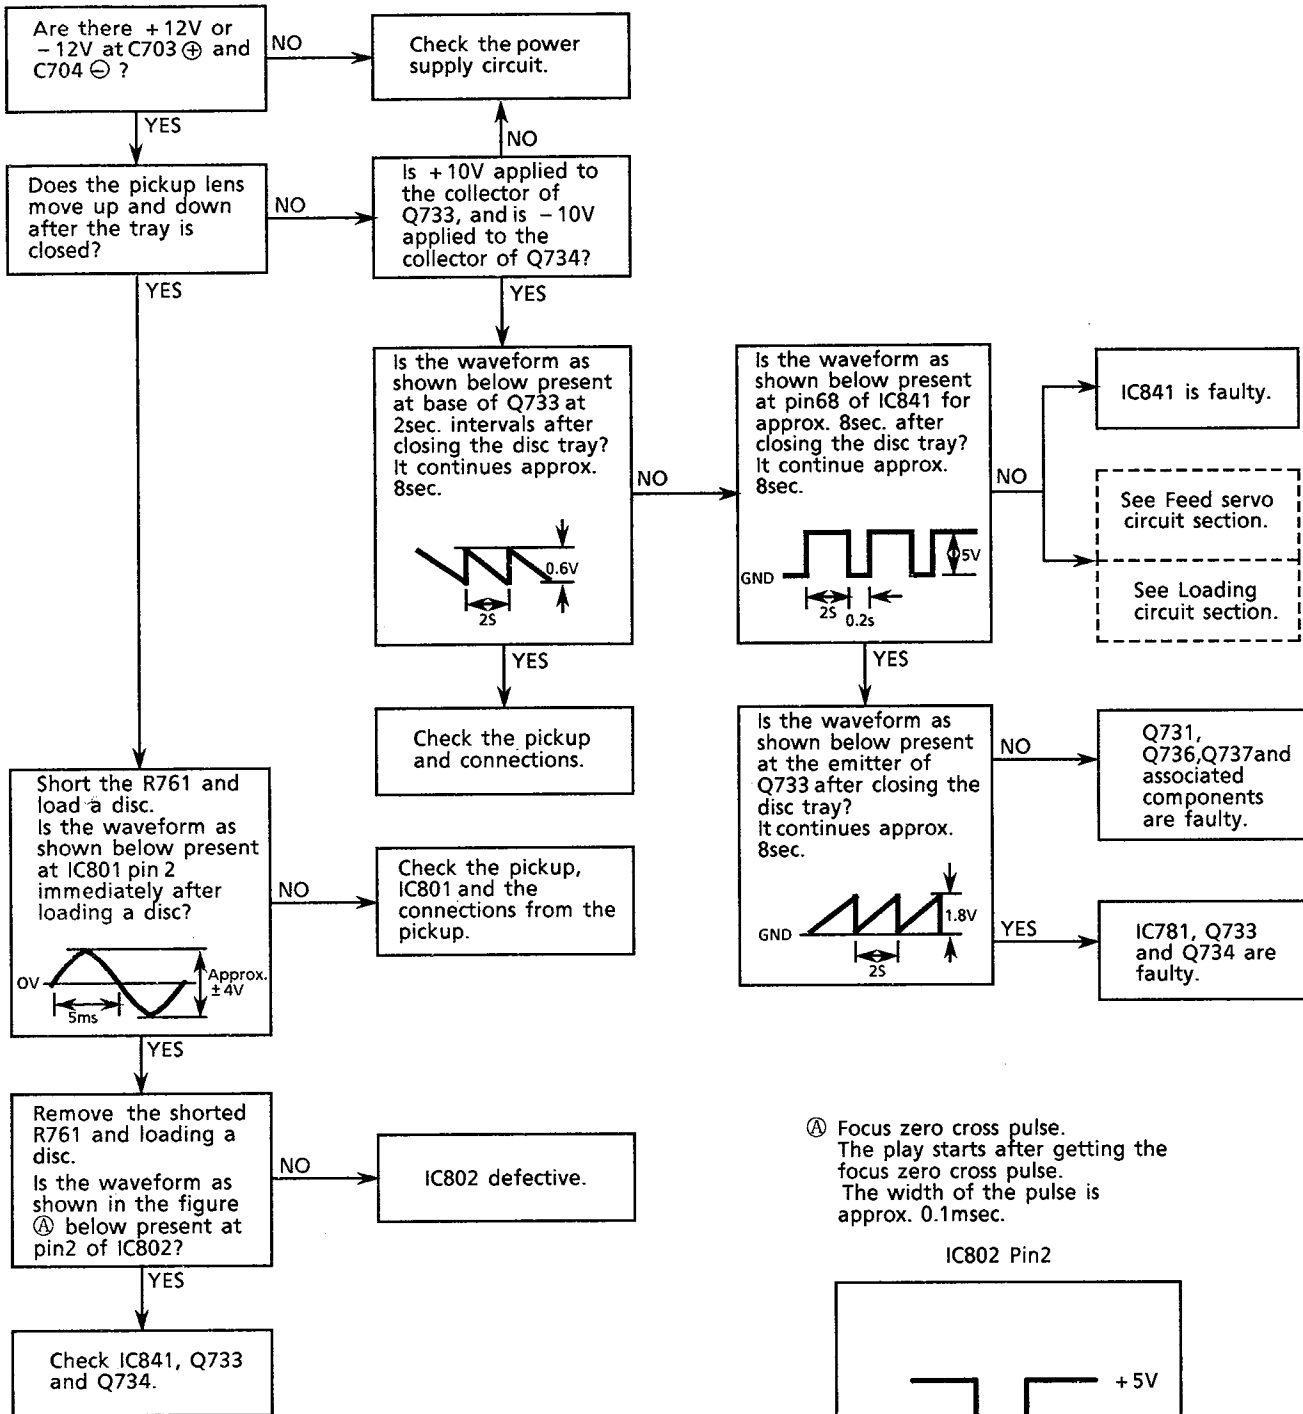 Are there +12V or
−12V at C703 ⊕ and
C704 ⊖ ?
NO
Check the power
supply circuit.
YES
NO
Does the pickup lens
move up and down
after the tray is
closed?
NO
Is +10V applied to
the collector of
Q733, and is −10V
applied to the
collector of Q734?
YES
YES
Is the waveform as
shown below present
at base of Q733 at
2sec. intervals after
closing the disc tray?
It continues approx.
8sec.
0.6V
2S
NO
Is the waveform as
shown below present
at pin68 of IC841 for
approx. 8sec. after
closing the disc tray?
It continue approx.
8sec.
GND
5V
2S
0.2s
NO
IC841 is faulty.
See Feed servo
circuit section.
See Loading
circuit section.
YES
YES
Check the pickup
and connections.
Is the waveform as
shown below present
at the emitter of
Q733 after closing the
disc tray?
It continues approx.
8sec.
GND
1.8V
2S
NO
Q731,
Q736,Q737and
associated
components
are faulty.
YES
IC781, Q733
and Q734 are
faulty.
Short the R761 and
load a disc.
Is the waveform as
shown below present
at IC801 pin 2
immediately after
loading a disc?
0V
Approx.
±4V
5ms
NO
Check the pickup,
IC801 and the
connections from the
pickup.
YES
Remove the shorted
R761 and loading a
disc.
Is the waveform as
shown in the figure
Ⓐ below present at
pin2 of IC802?
NO
IC802 defective.
YES
Check IC841, Q733
and Q734.
Ⓐ Focus zero cross pulse.
The play starts after getting the
focus zero cross pulse.
The width of the pulse is
approx. 0.1msec.
IC802 Pin2
+5V